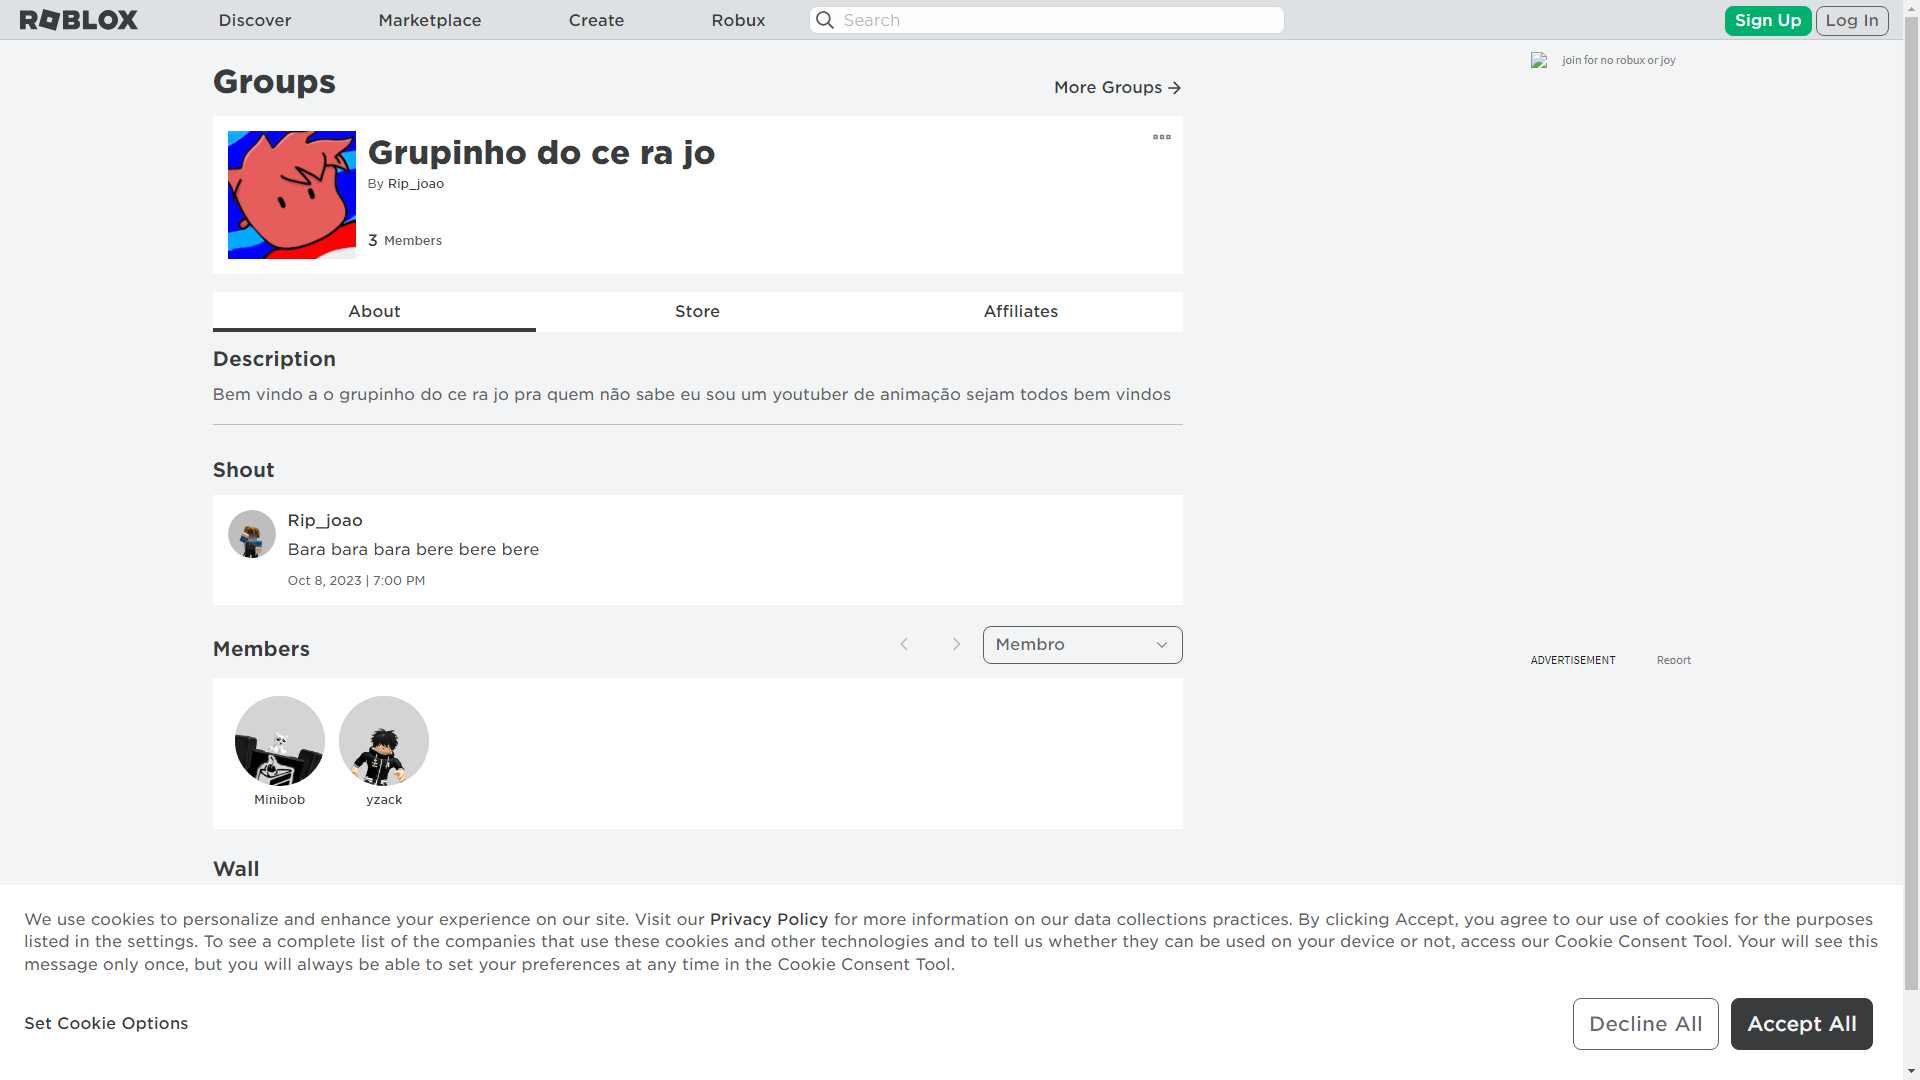 ROBLOX
Discover
Marketplace
Create
Robux
Search
Sign Up
Log In
join for no robux or joy
Groups
More Groups
Grupinho do ce ra jo
By Rip_joao
3 Members
About
Store
Affiliates
Description
Bem vindo a o grupinho do ce ra jo pra quem não sabe eu sou um youtuber de animação sejam todos bem vindos
Shout
Rip_joao
Bara bara bara bere bere bere
Oct 8, 2023 | 7:00 PM
Members
Membro
ADVERTISEMENT
Report
Minibob
yzack
Wall
We use cookies to personalize and enhance your experience on our site. Visit our Privacy Policy for more information on our data collections practices. By clicking Accept, you agree to our use of cookies for the purposes
listed in the settings. To see a complete list of the companies that use these cookies and other technologies and to tell us whether they can be used on your device or not, access our Cookie Consent Tool. Your will see this
message only once, but you will always be able to set your preferences at any time in the Cookie Consent Tool.
Set Cookie Options
Decline All
Accept All